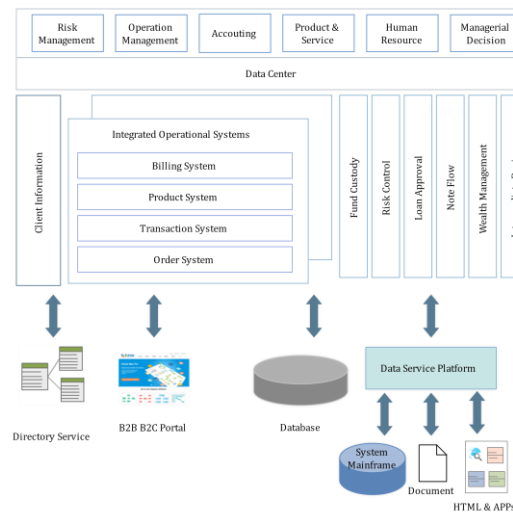 Risk
Management
Operation
Management
Accouting
Product &
Service
Human
Resource
Managerial
Decision
Data Center
Client Information
Integrated Operational Systems
Billing System
Product System
Transaction System
Order System
Fund Custody
Risk Control
Loan Approval
Note Flow
Wealth Management
Directory Service
B2B B2C Portal
Database
Data Service Platform
System
Mainframe
Document
HTML & APPs